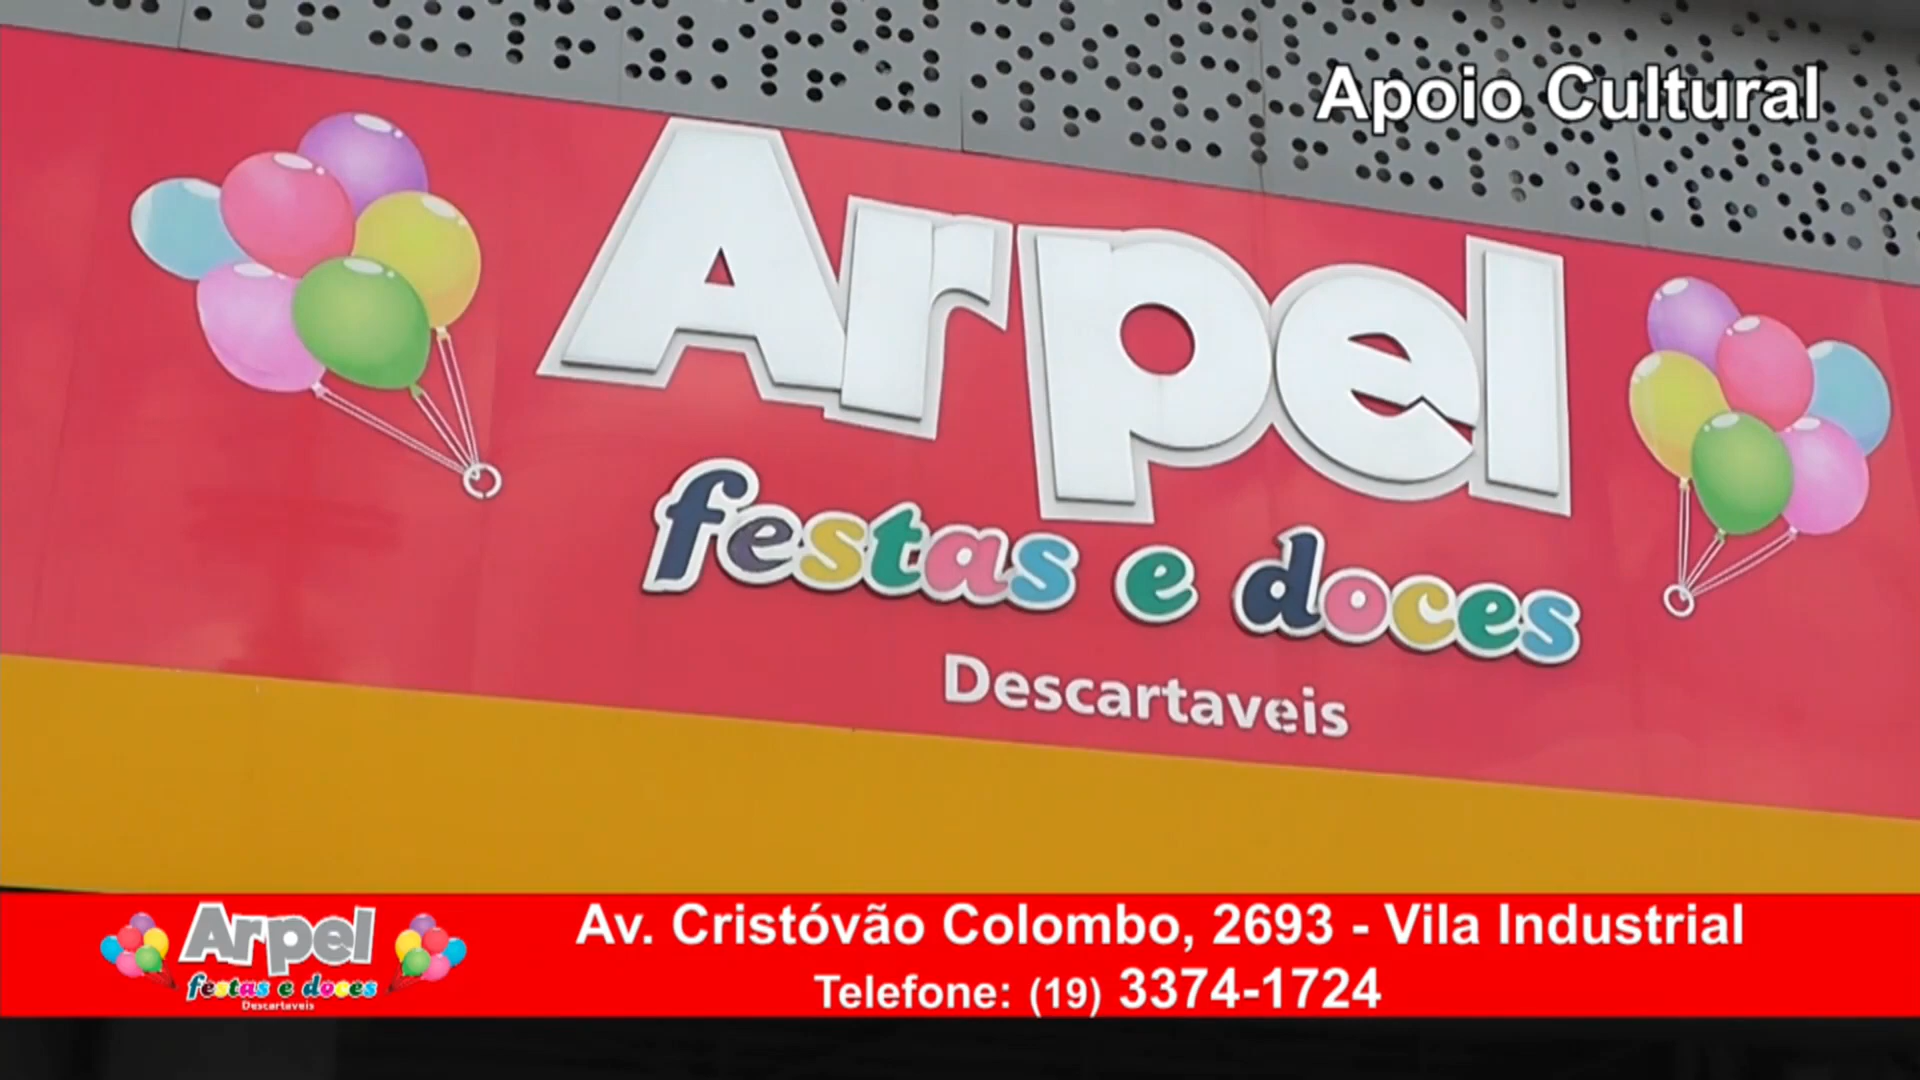 Apoio Cultural
Arpel
festas e doces
Descartaveis
Arpel
festas e doces
Descartaveis
Av. Cristóvão Colombo, 2693 - Vila Industrial
Telefone: (19) 3374-1724